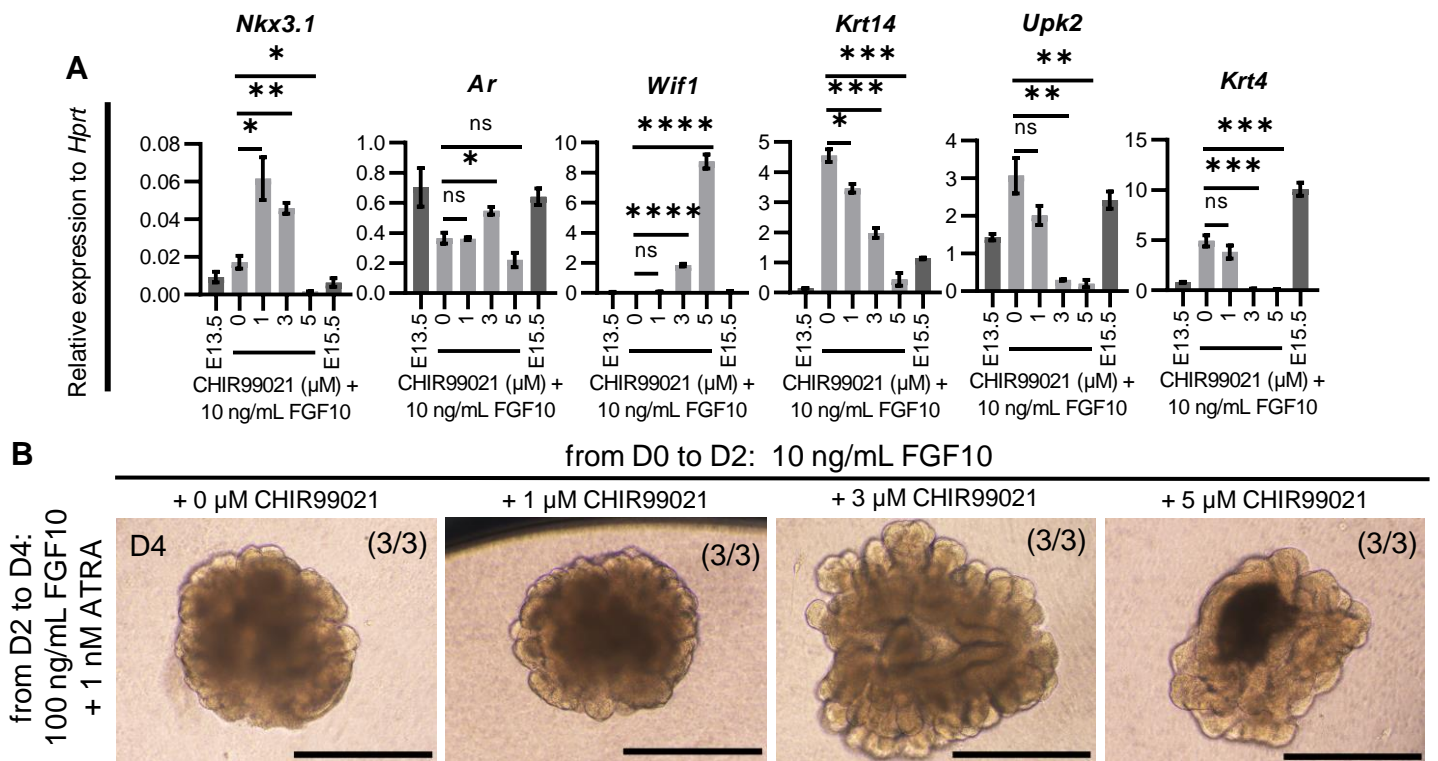 A
Relative expression to Hprt
Nkx3.1
*
**
*
0.08
0.06
0.04
0.02
0.00
E13.5
0
1
3
5
E15.5
CHIR99021 (μM) +
10 ng/mL FGF10
Ar
ns
*
ns
1.0
0.8
0.6
0.4
0.2
0.0
E13.5
0
1
3
5
E15.5
CHIR99021 (μM) +
10 ng/mL FGF10
Wif1
****
****
ns
10
8
6
4
2
0
E13.5
0
1
3
5
E15.5
CHIR99021 (μM) +
10 ng/mL FGF10
Krt14
***
***
*
5
4
3
2
1
0
E13.5
0
1
3
5
E15.5
CHIR99021 (μM) +
10 ng/mL FGF10
Upk2
**
**
ns
4
3
2
1
0
E13.5
0
1
3
5
E15.5
CHIR99021 (μM) +
10 ng/mL FGF10
Krt4
***
***
ns
15
10
5
0
E13.5
0
1
3
5
E15.5
CHIR99021 (μM) +
10 ng/mL FGF10
B
from D0 to D2: 10 ng/mL FGF10
+ 0 μM CHIR99021
+ 1 μM CHIR99021
+ 3 μM CHIR99021
+ 5 μM CHIR99021
from D2 to D4:
100 ng/mL FGF10
+ 1 nM ATRA
D4
(3/3)
(3/3)
(3/3)
(3/3)